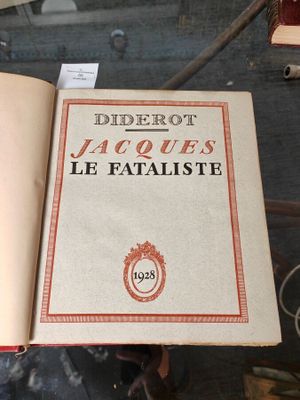 DIDEROT
JACQUES
LE FATALISTE
1928